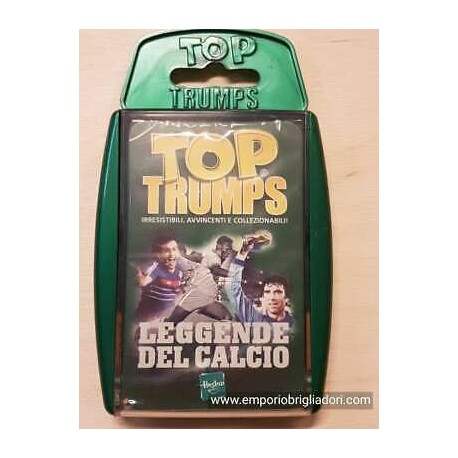 TOP
TRUMPS
TOP
TRUMPS
IRRESISTIBILI, AVVINCENTI E COLLEZIONABILI!
LEGGENDE
DEL CALCIO
Hasbro
www.emporiobrigliadori.com